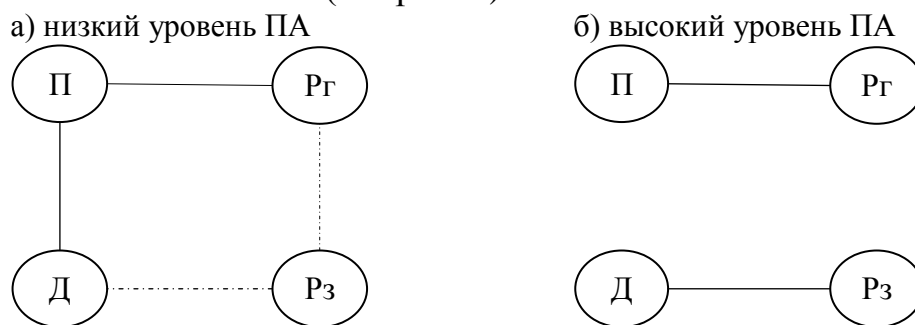 а) низкий уровень ПА
б) высокий уровень ПА
П
Рг
П
Рг
Д
Рз
Д
Рз